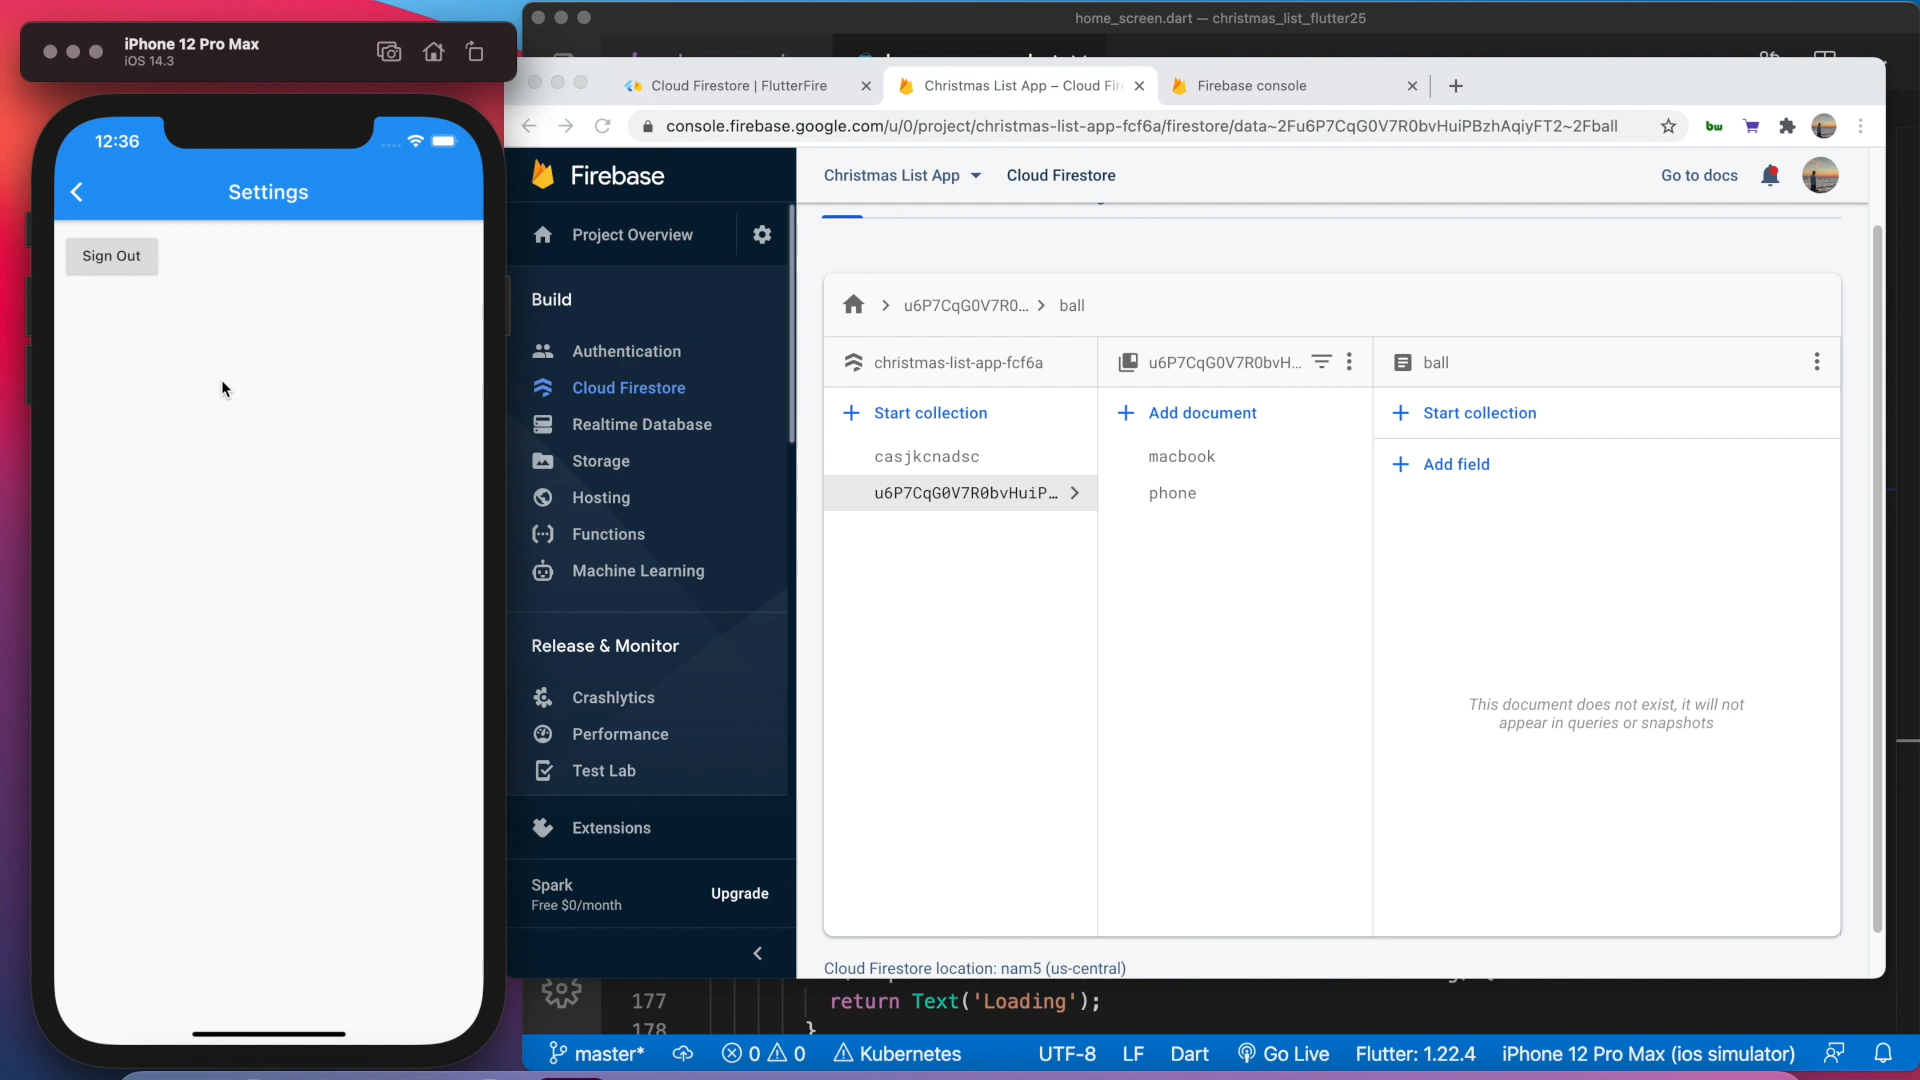 iPhone 12 Pro Max
iOS 14.3
12:36
Settings
Sign Out
home_screen.dart — christmas_list_flutter25
Cloud Firestore | FlutterFire
Christmas List App – Cloud Fire
Firebase console
console.firebase.google.com/u/0/project/christmas-list-app-fcf6a/firestore/data~2Fu6P7CqG0V7R0bvHuiPBzhAqiyFT2~2Fball
bw
Firebase
Christmas List App
Cloud Firestore
Go to docs
Project Overview
Build
Authentication
Cloud Firestore
Realtime Database
Storage
Hosting
Functions
Machine Learning
Release & Monitor
Crashlytics
Performance
Test Lab
Extensions
Spark
Free $0/month
Upgrade
u6P7CqG0V7R0...
ball
christmas-list-app-fcf6a
Start collection
casjkcnadsc
u6P7CqG0V7R0bvHuiP…
u6P7CqG0V7R0bvH...
Add document
macbook
phone
ball
Start collection
Add field
This document does not exist, it will not
appear in queries or snapshots
Cloud Firestore location: nam5 (us-central)
177 return Text('Loading');
178 }
master* 0 0 Kubernetes UTF-8 LF Dart Go Live Flutter: 1.22.4 iPhone 12 Pro Max (ios simulator)